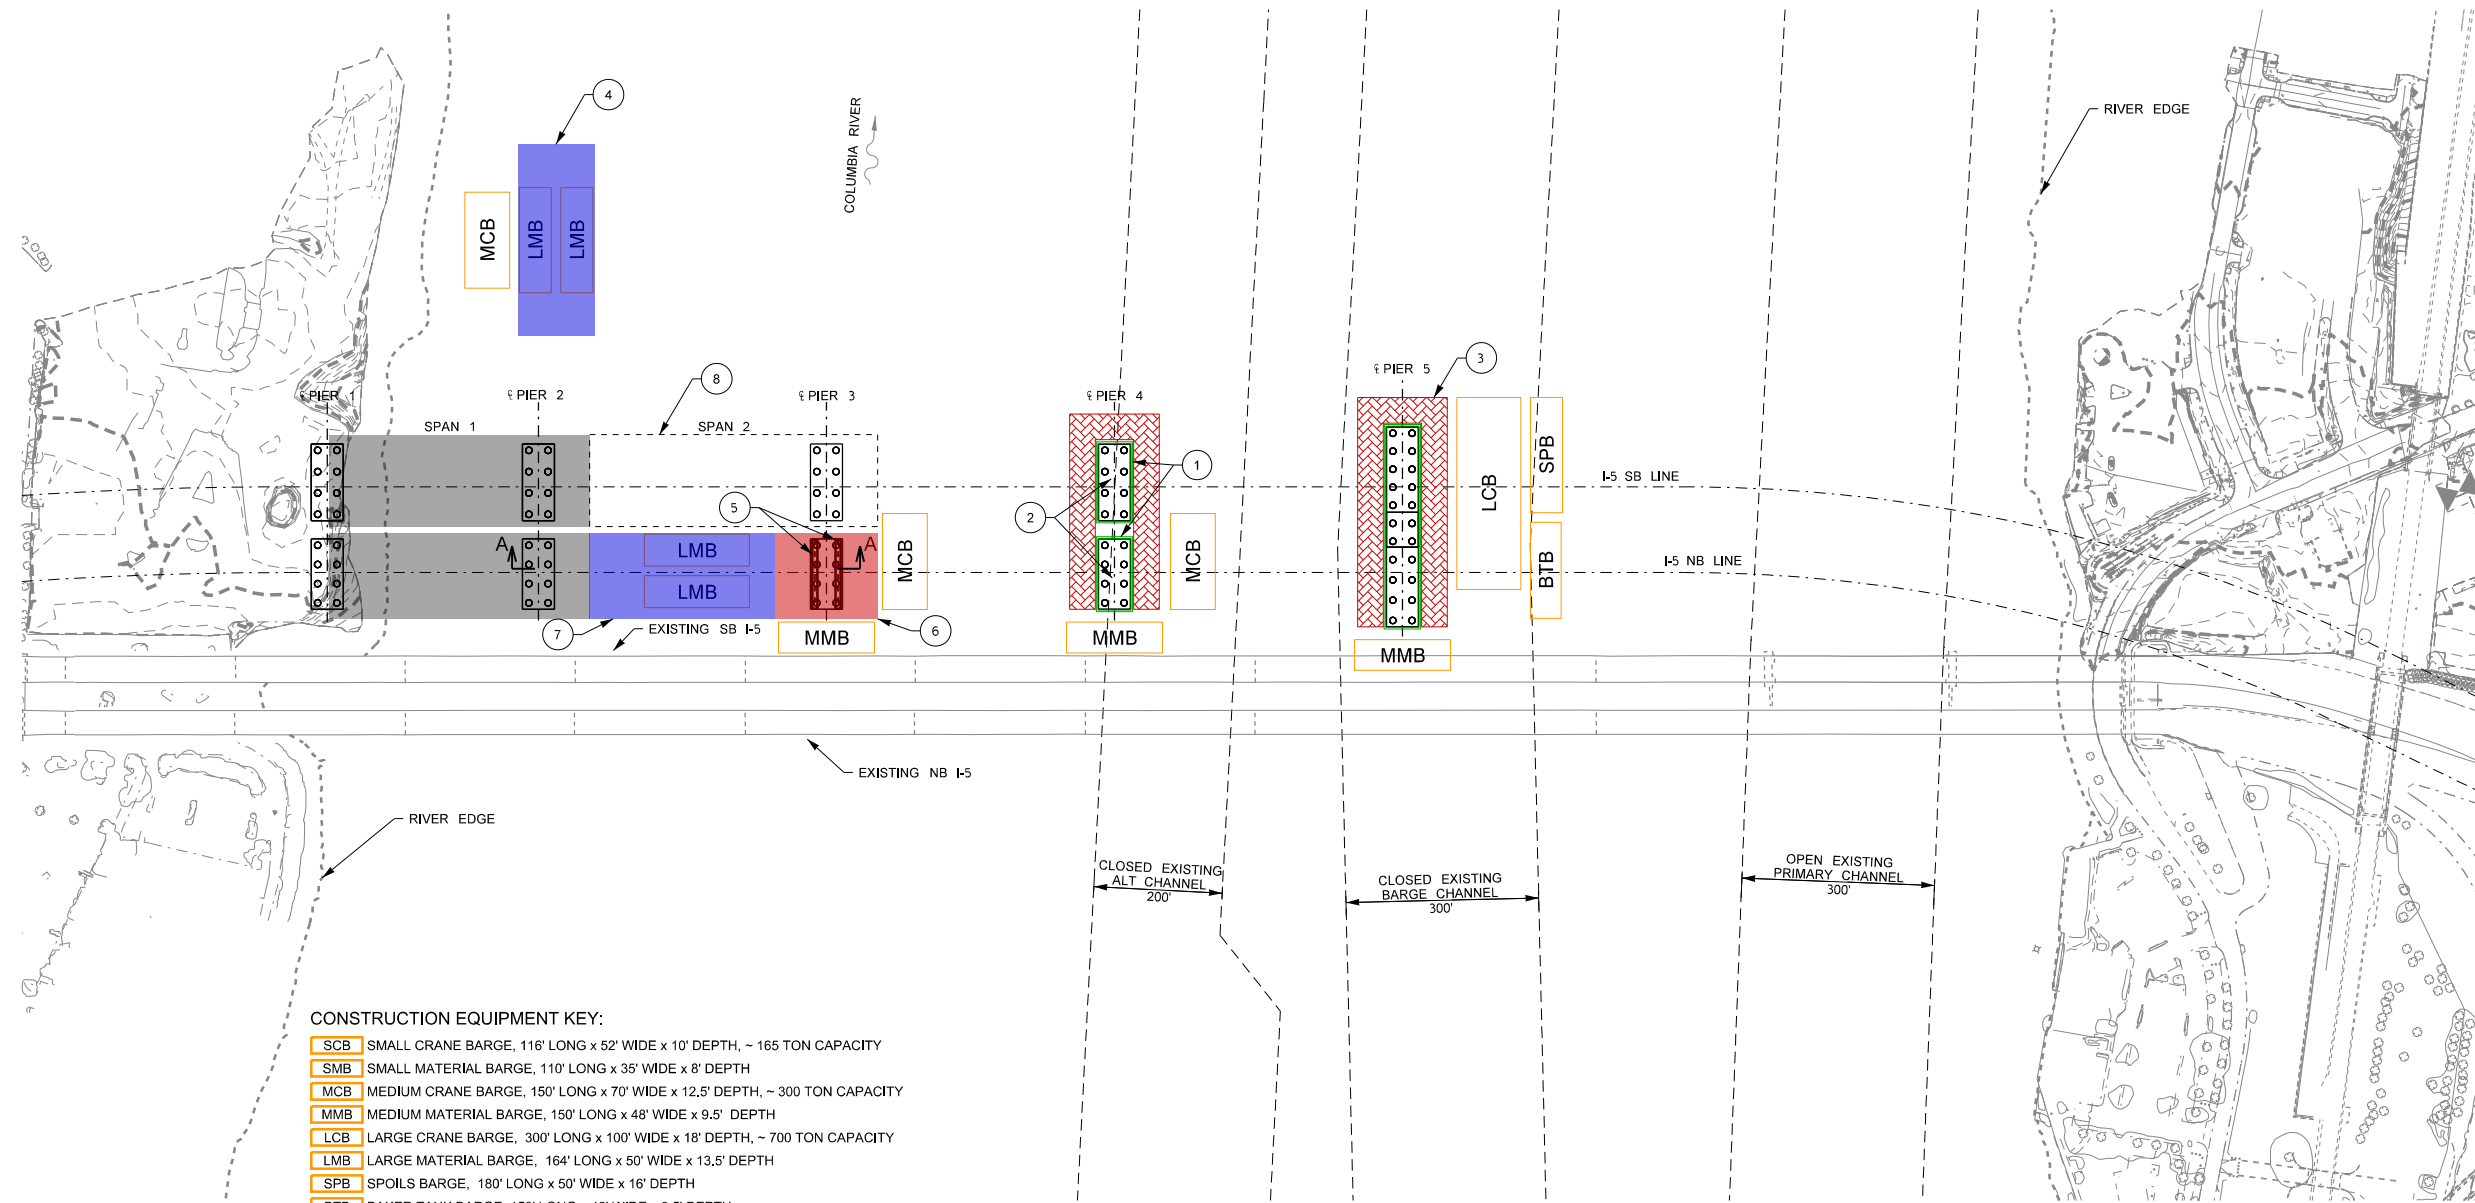 4
RIVER EDGE
COLUMBIA RIVER
MCB
LMB
LMB
3
℄ PIER 5
8
℄ PIER 1
℄ PIER 2
℄ PIER 3
℄ PIER 4
SPAN 1
SPAN 2
1
SPB
LCB
I-5 SB LINE
5
2
A
A
LMB
MCB
MCB
I-5 NB LINE
LMB
BTB
7
EXISTING SB I-5
6
MMB
MMB
MMB
EXISTING NB I-5
RIVER EDGE
CLOSED EXISTING
ALT CHANNEL
200'
CLOSED EXISTING
BARGE CHANNEL
300'
OPEN EXISTING
PRIMARY CHANNEL
300'
CONSTRUCTION EQUIPMENT KEY:
SCB SMALL CRANE BARGE, 116' LONG x 52' WIDE x 10' DEPTH, ~ 165 TON CAPACITY
SMB SMALL MATERIAL BARGE, 110' LONG x 35' WIDE x 8' DEPTH
MCB MEDIUM CRANE BARGE, 150' LONG x 70' WIDE x 12.5' DEPTH, ~ 300 TON CAPACITY
MMB MEDIUM MATERIAL BARGE, 150' LONG x 48' WIDE x 9.5' DEPTH
LCB LARGE CRANE BARGE, 300' LONG x 100' WIDE x 18' DEPTH, ~ 700 TON CAPACITY
LMB LARGE MATERIAL BARGE, 164' LONG x 50' WIDE x 13.5' DEPTH
SPB SPOILS BARGE, 180' LONG x 50' WIDE x 16' DEPTH